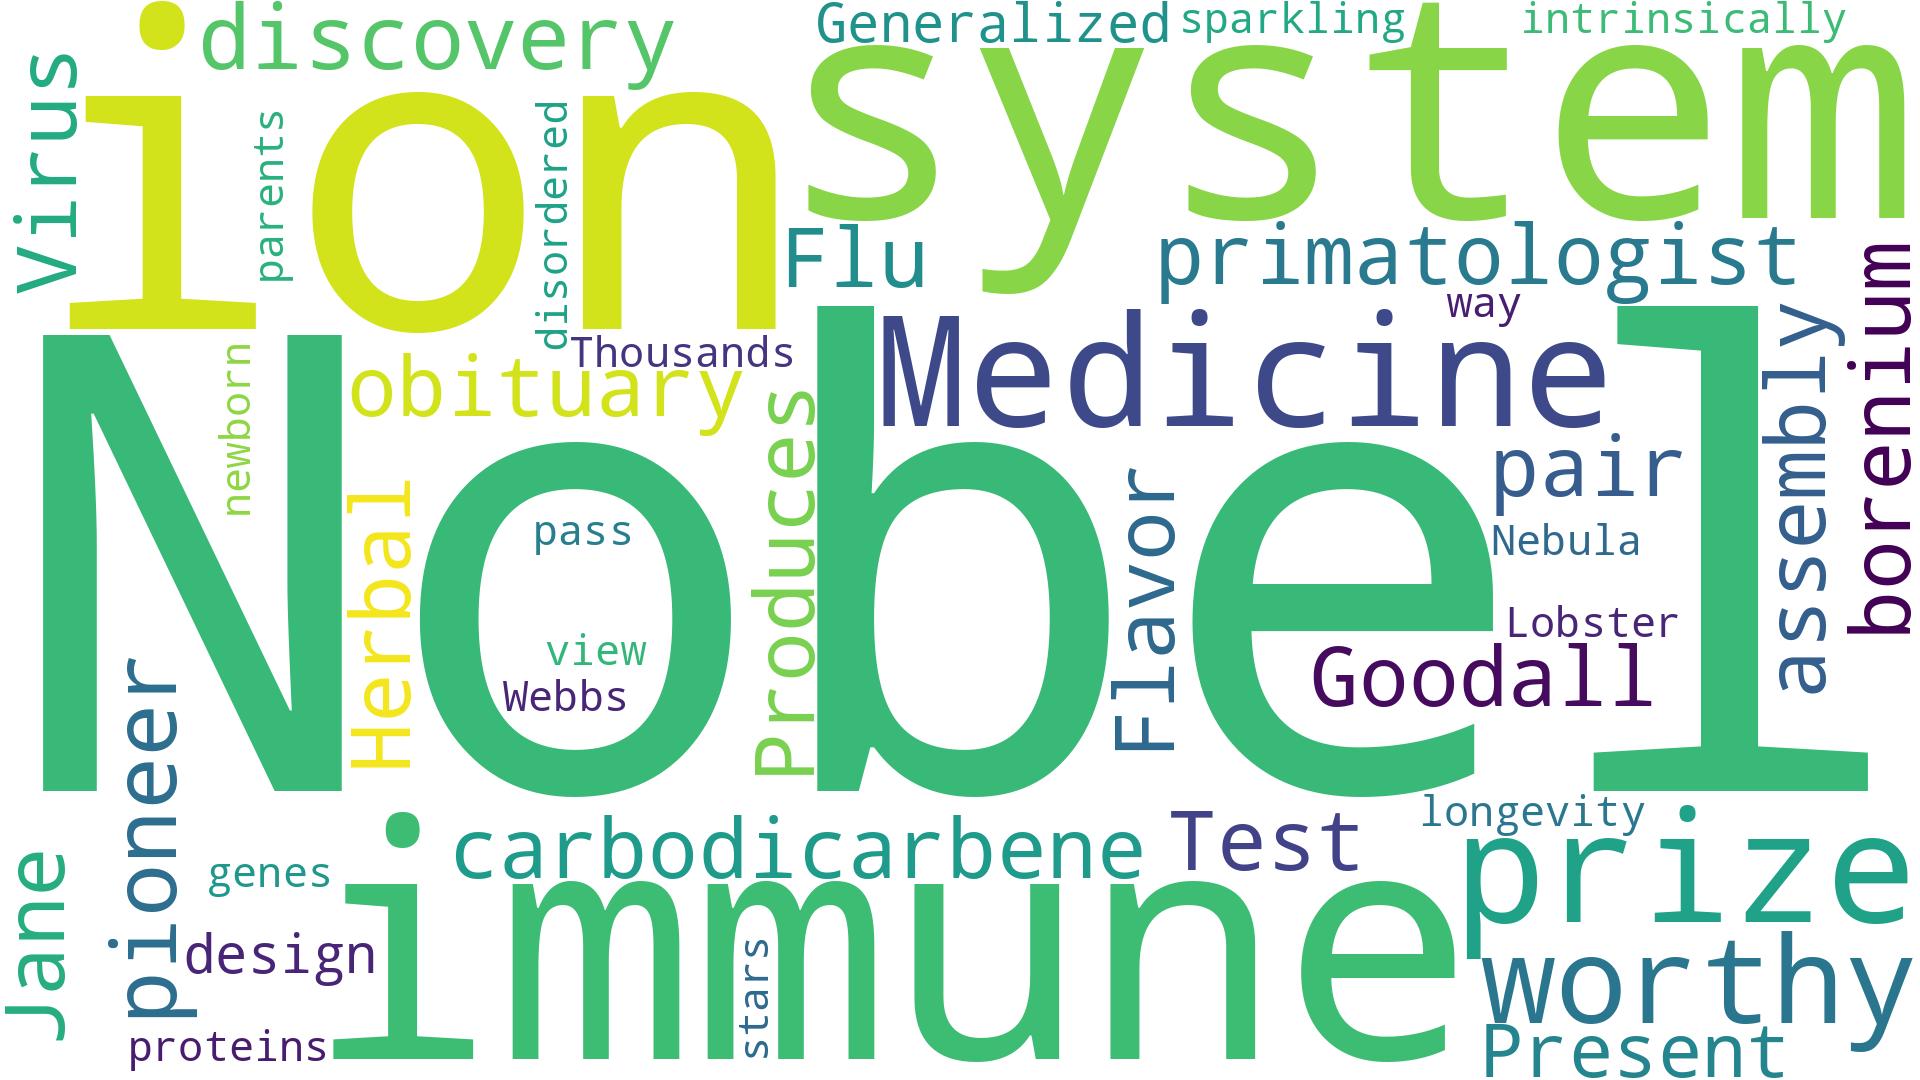 discovery
Generalized
sparkling
intrinsically
ion
system
Virus
parents
disordered
Flu
primatologist
way
borenium
Nobel
Thousands
obituary
Medicine
newborn
Herbal
Produces
pass
view
Webbs
Flavor
pair
Nebula
Lobster
Goodall
assembly
pioneer
Jane
carbodicarbene
Test
longevity
prize
genes
immune
design
stars
worthy
proteins
Present